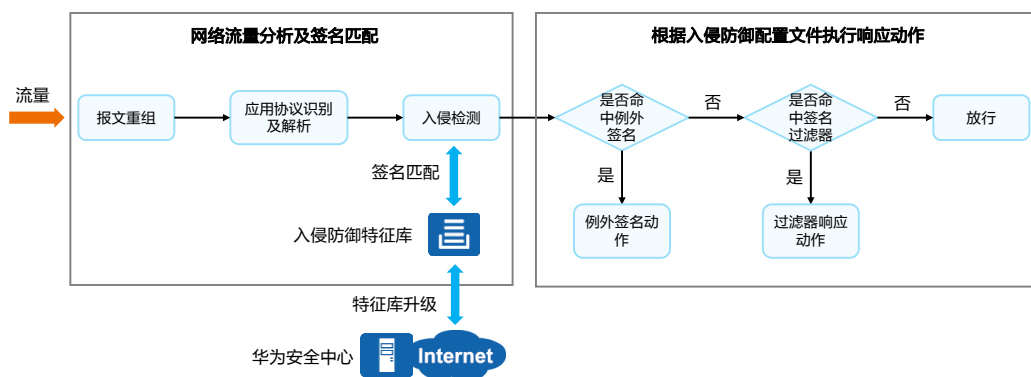 网络流量分析及签名匹配
根据入侵防御配置文件执行响应动作
流量
报文重组
应用协议识别
及解析
入侵检测
是否命
中例外
签名
否
是否命
中签名
过滤器
否
放行
签名匹配
是
是
入侵防御特征库
例外签名动
作
过滤器响应
动作
特征库升级
华为安全中心
Internet